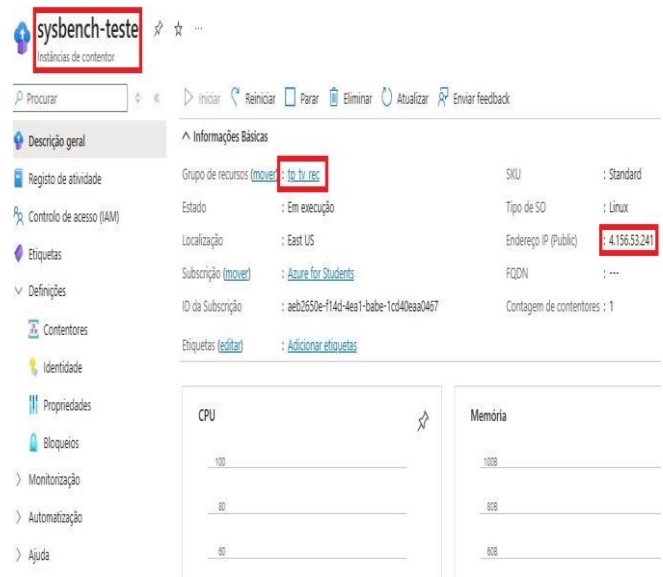 sysbench-teste
Instâncias de contentor
Procurar
Iniciar Reiniciar Parar Eliminar Atualizar Enviar feedback
Descrição geral
Registo de atividade
Controlo de acesso (IAM)
Etiquetas
Definições
Contentores
Identidade
Propriedades
Bloqueios
Monitorização
Automatização
Ajuda
Informações Básicas
Grupo de recursos (mover) : tp_tv_rec
Estado : Em execução
Localização : East US
Subscrição (mover) : Azure for Students
ID da Subscrição : aeb2650e-f14d-4ea1-babe-1cd40eaa0467
Etiquetas (editar) : Adicionar etiquetas
SKU : Standard
Tipo de SO : Linux
Endereço IP (Public) : 4.156.53.241
FQDN : ---
Contagem de contentores : 1
CPU
100
80
60
Memória
100B
80B
60B